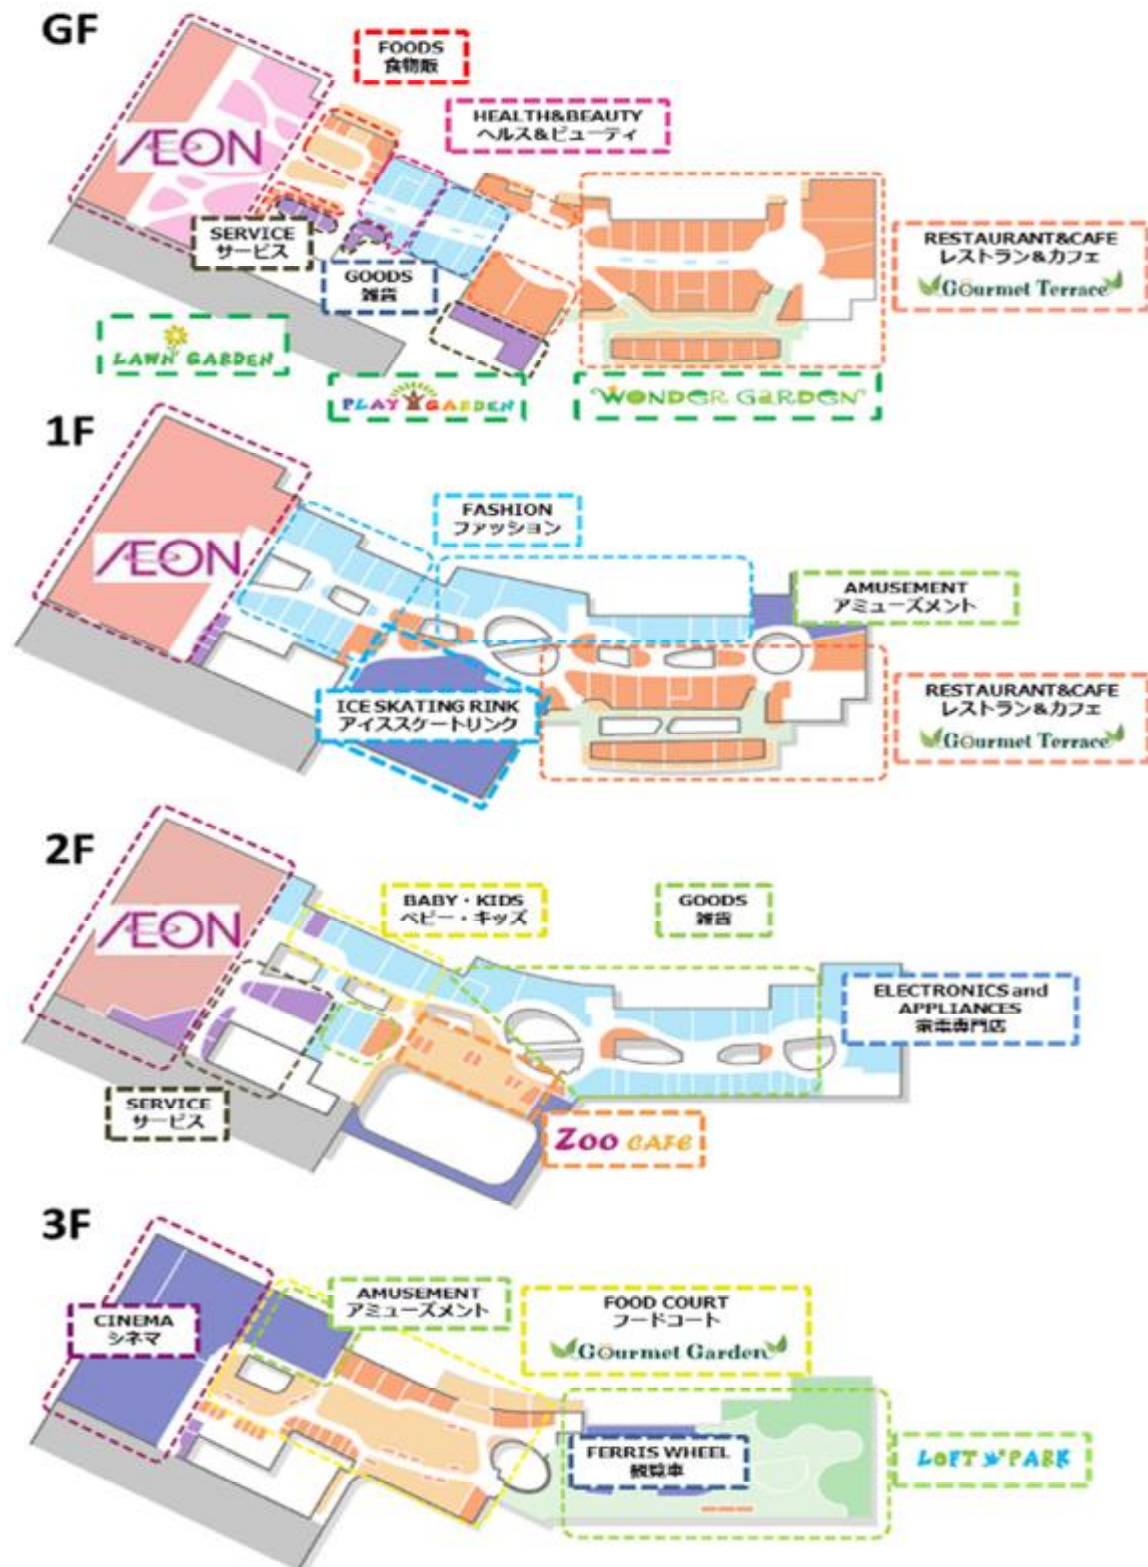 GF
FOODS
食物販
HEALTH&BEAUTY
ヘルス&ビューティ
ÆON
SERVICE
サービス
GOODS
雑貨
RESTAURANT&CAFE
レストラン&カフェ
Gourmet Terrace
LAWN GARDEN
PLAY GARDEN
WONDER GARDEN
1F
FASHION
ファッション
ÆON
AMUSEMENT
アミューズメント
ICE SKATING RINK
アイススケートリンク
RESTAURANT&CAFE
レストラン&カフェ
Gourmet Terrace
2F
BABY・KIDS
ベビー・キッズ
GOODS
雑貨
ÆON
ELECTRONICS and
APPLIANCES
家電専門店
SERVICE
サービス
ZOO CAFE
3F
AMUSEMENT
アミューズメント
FOOD COURT
フードコート
Gourmet Garden
CINEMA
シネマ
FERRIS WHEEL
観覧車
LOFT PARK